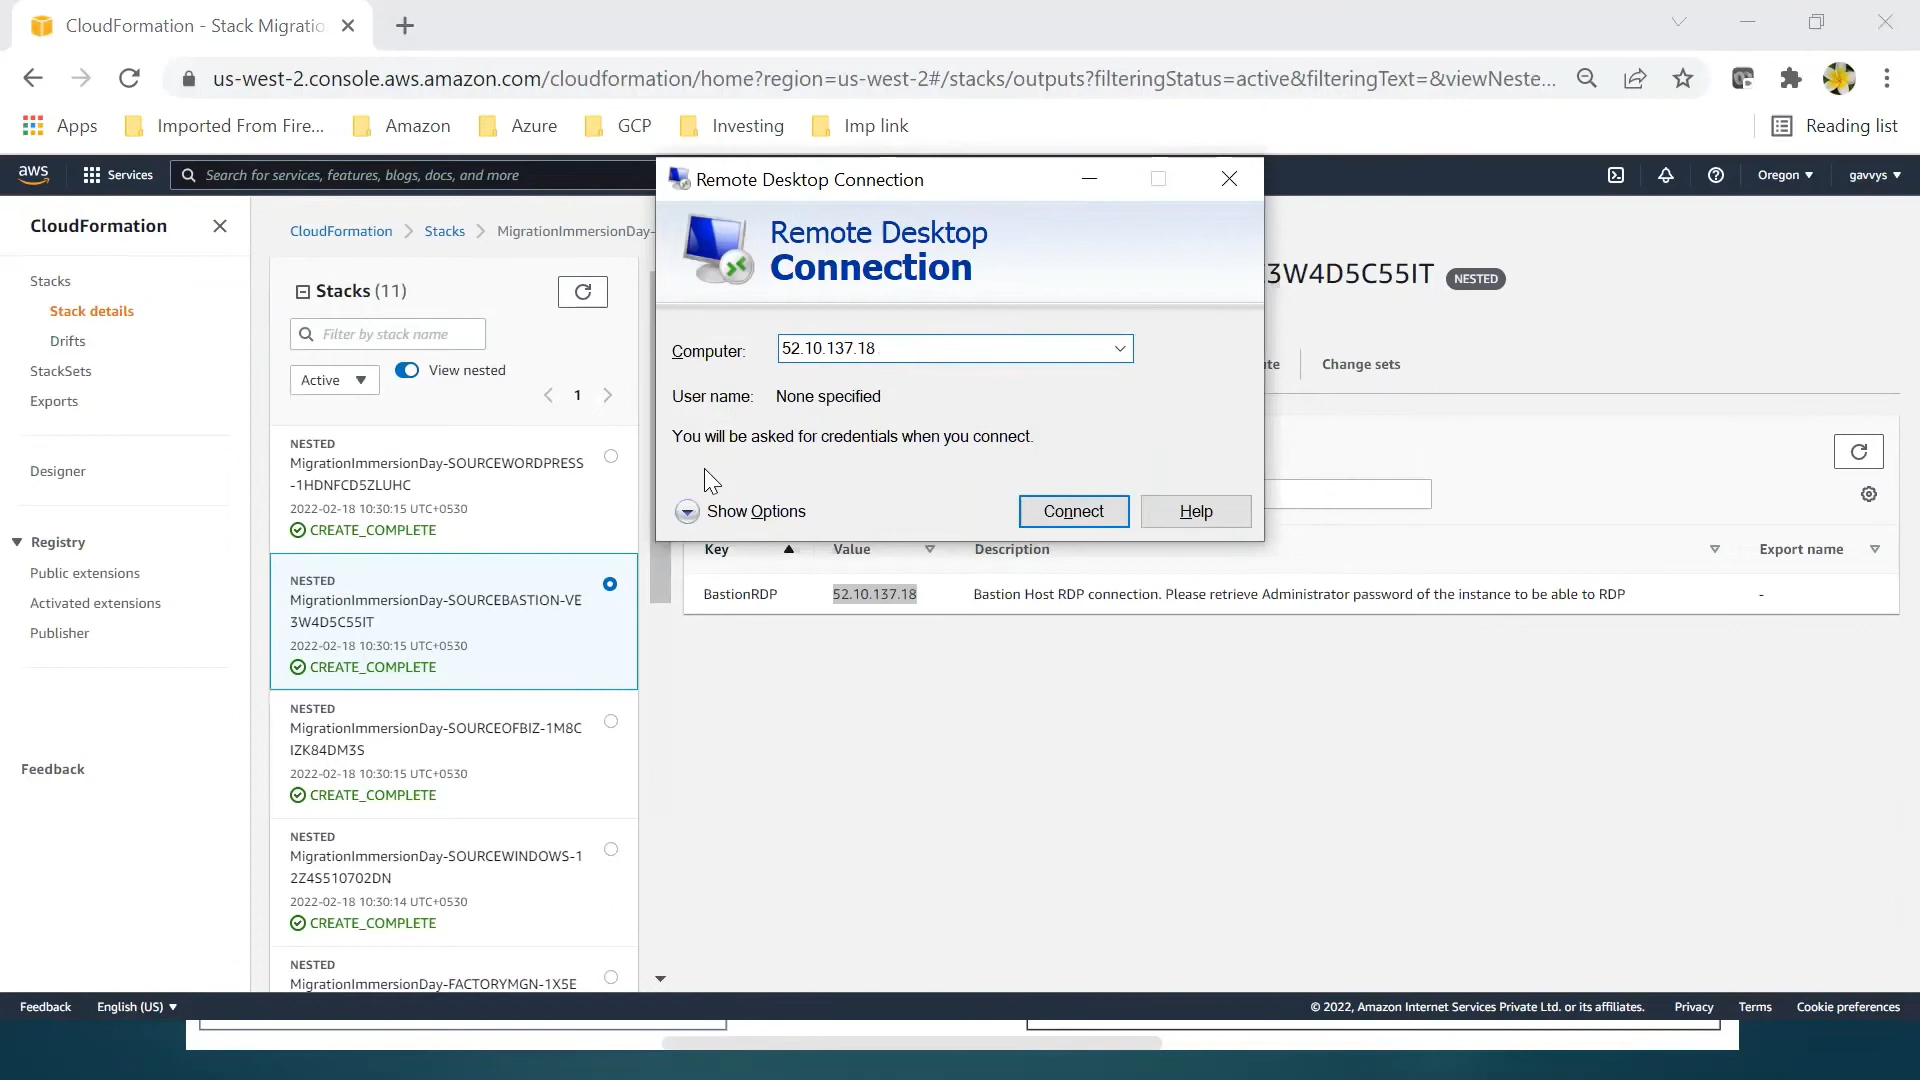 CloudFormation - Stack Migratio
us-west-2.console.aws.amazon.com/cloudformation/home?region=us-west-2#/stacks/outputs?filteringStatus=active&filteringText=&viewNeste...
Apps
Imported From Fire...
Amazon
Azure
GCP
Investing
Imp link
Reading list
aws
Services
Search for services, features, blogs, docs, and more
Oregon
gavvys
CloudFormation
Stacks
Stack details
Drifts
StackSets
Exports
Designer
Registry
Public extensions
Activated extensions
Publisher
Feedback
CloudFormation
Stacks
MigrationImmersionDay-
Stacks (11)
Filter by stack name
Active
View nested
1
NESTED
MigrationImmersionDay-SOURCEWORDPRESS
-1HDNFCD5ZLUHC
2022-02-18 10:30:15 UTC+0530
CREATE_COMPLETE
NESTED
MigrationImmersionDay-SOURCEBASTION-VE
3W4D5C55IT
2022-02-18 10:30:15 UTC+0530
CREATE_COMPLETE
NESTED
MigrationImmersionDay-SOURCEOFBIZ-1M8C
IZK84DM3S
2022-02-18 10:30:15 UTC+0530
CREATE_COMPLETE
NESTED
MigrationImmersionDay-SOURCEWINDOWS-1
2Z4S510702DN
2022-02-18 10:30:14 UTC+0530
CREATE_COMPLETE
NESTED
MigrationImmersionDay-FACTORYMGN-1X5E
Remote Desktop Connection
Remote Desktop
Connection
Computer:
52.10.137.18
User name:
None specified
You will be asked for credentials when you connect.
Show Options
Connect
Help
3W4D5C55IT
NESTED
te
Change sets
Key
Value
Description
Export name
BastionRDP
52.10.137.18
Bastion Host RDP connection. Please retrieve Administrator password of the instance to be able to RDP
-
Feedback
English (US)
© 2022, Amazon Internet Services Private Ltd. or its affiliates.
Privacy
Terms
Cookie preferences